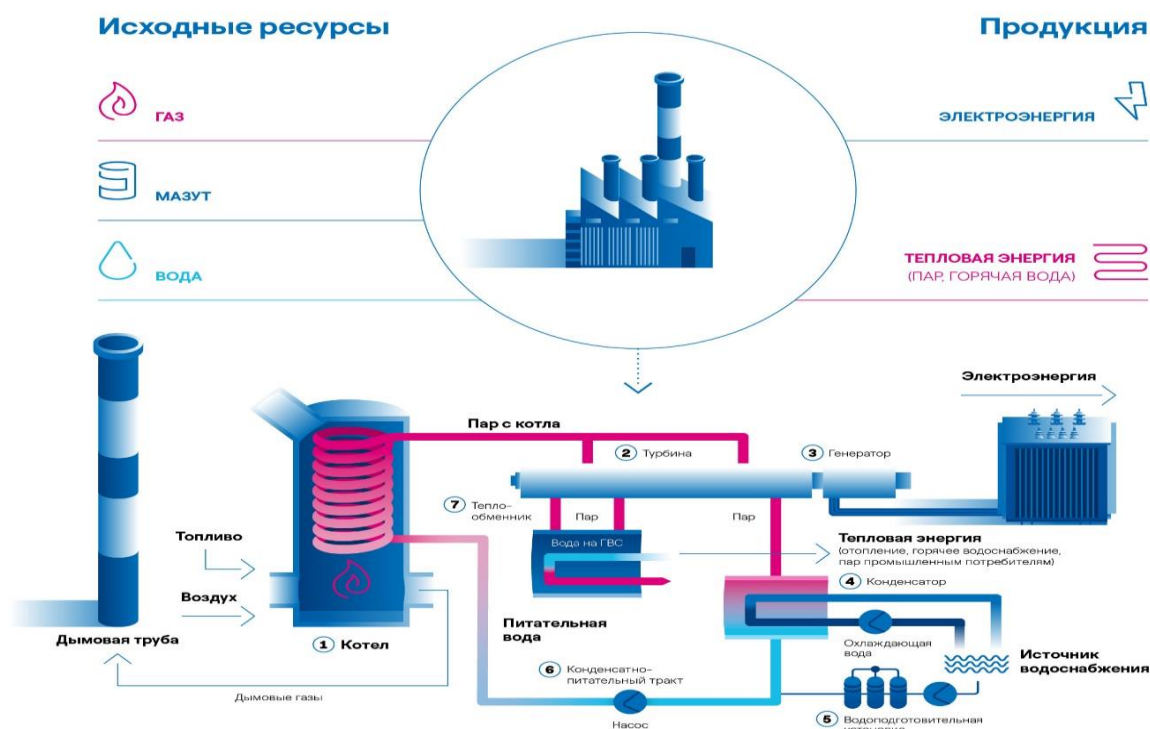 Исходные ресурсы
Продукция
ГАЗ
ЭЛЕКТРОЭНЕРГИЯ
МАЗУТ
ВОДА
ТЕПЛОВАЯ ЭНЕРГИЯ
(ПАР, ГОРЯЧАЯ ВОДА)
Электроэнергия
Пар с котла
2 Турбина
3 Генератор
7 Тепло-
обменник
Пар
Пар
Вода на ГВС
Топливо
Тепловая энергия
(отопление, горячее водоснабжение,
пар промышленным потребителям)
4 Конденсатор
Воздух
Питательная
вода
Дымовая труба
1 Котел
Охлаждающая
вода
Источник
водоснабжения
6 Конденсатно-
питательный тракт
Дымовые газы
Насос
5 Водоподготовительная